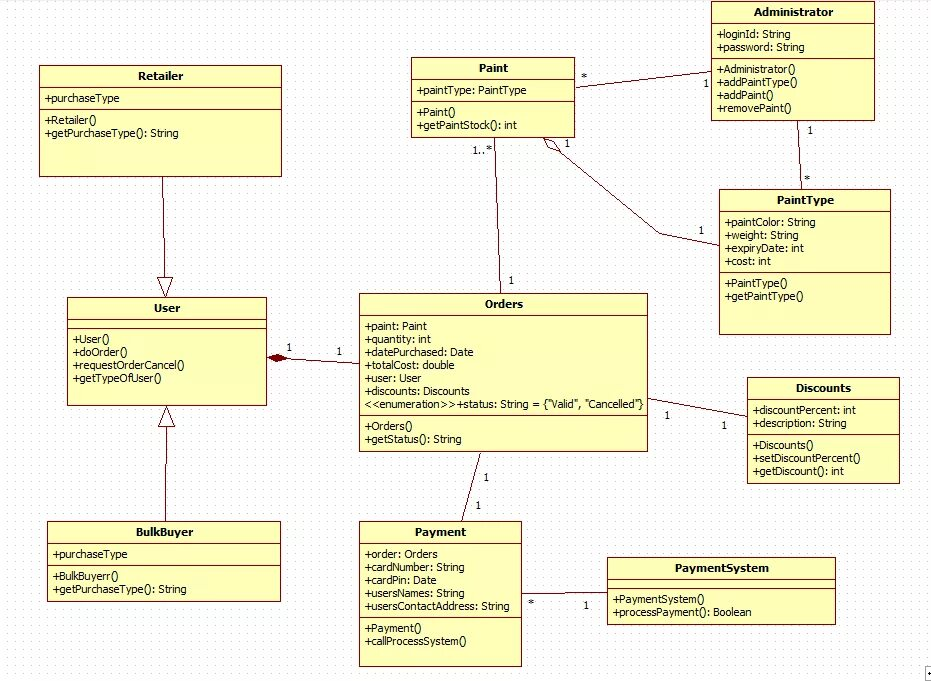 Administrator
+loginId: String
+password: String
+Administrator()
+addPaintType()
+addPaint()
+removePaint()
Retailer
+purchaseType
+Retailer()
+getPurchaseType(): String
Paint
+paintType: PaintType
+Paint()
+getPaintStock(): int
*
1
1..*
1
1
*
1
PaintType
+paintColor: String
+weight: String
+expiryDate: int
+cost: int
+PaintType()
+getPaintType()
User
+User()
+doOrder()
+requestOrderCancel()
+getTypeOfUser()
1
1
1
Orders
+paint: Paint
+quantity: int
+datePurchased: Date
+totalCost: double
+user: User
+discounts: Discounts
<<enumeration>>+status: String = {"Valid", "Cancelled"}
+Orders()
+getStatus(): String
1
1
Discounts
+discountPercent: int
+description: String
+Discounts()
+setDiscountPercent()
+getDiscount(): int
1
1
BulkBuyer
+purchaseType
+BulkBuyerr()
+getPurchaseType(): String
Payment
+order: Orders
+cardNumber: String
+cardPin: Date
+usersNames: String
+usersContactAddress: String
+Payment()
+callProcessSystem()
*
1
PaymentSystem
+PaymentSystem()
+processPayment(): Boolean